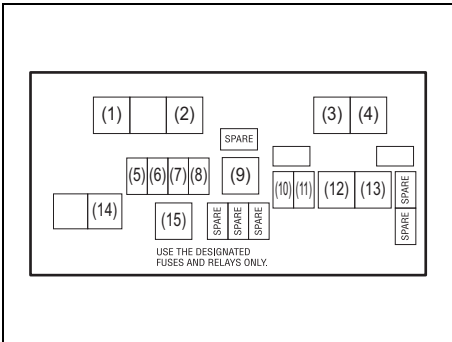 (1) (2) (3) (4)
SPARE
(5) (6) (7) (8) (9) (10) (11) (12) (13) SPARE
(14) (15) SPARE SPARE SPARE SPARE
USE THE DESIGNATED
FUSES AND RELAYS ONLY.